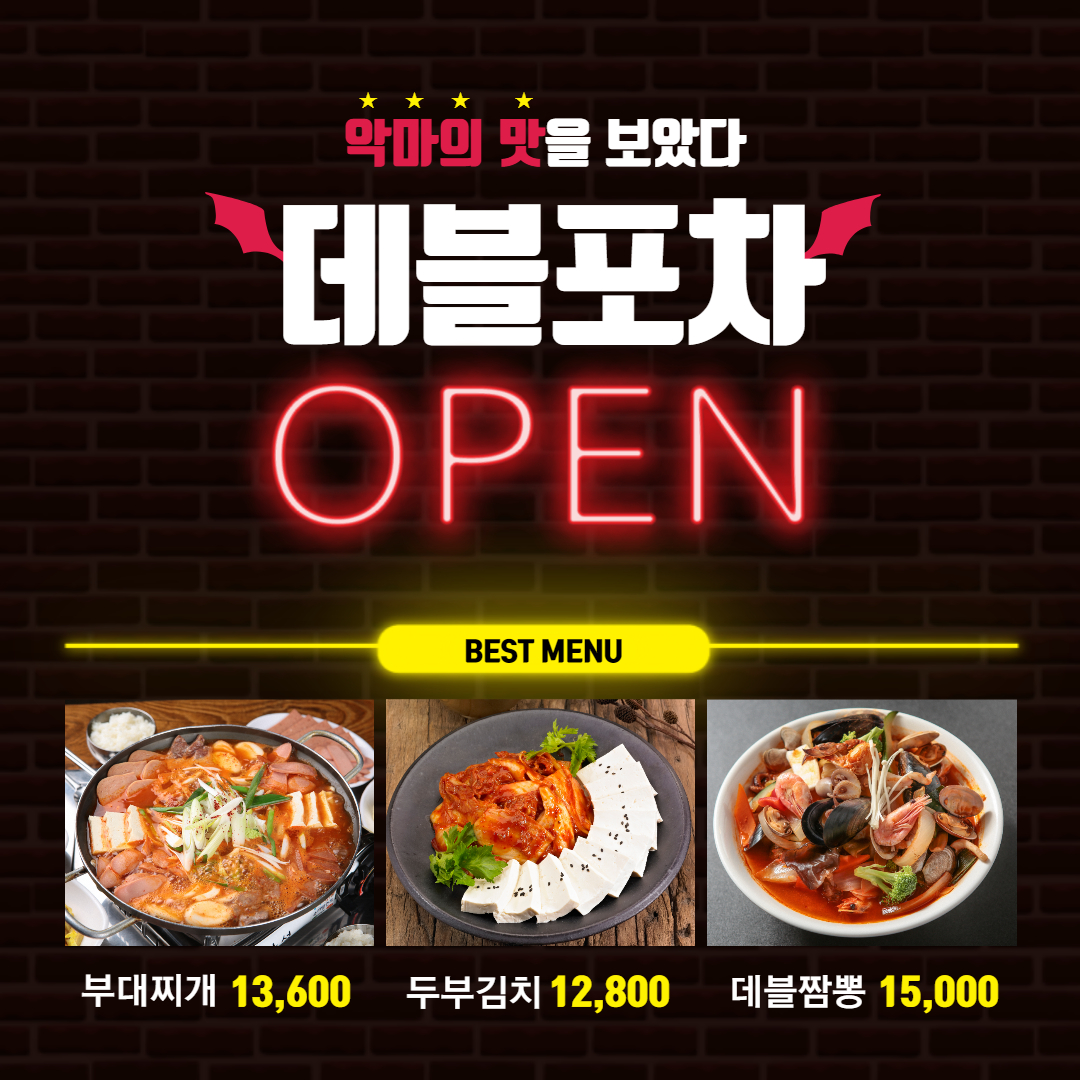 악마의 맛을 보았다
데블포차
OPEN
BEST MENU
부대찌개 13,600
두부김치 12,800
데블짬뽕 15,000